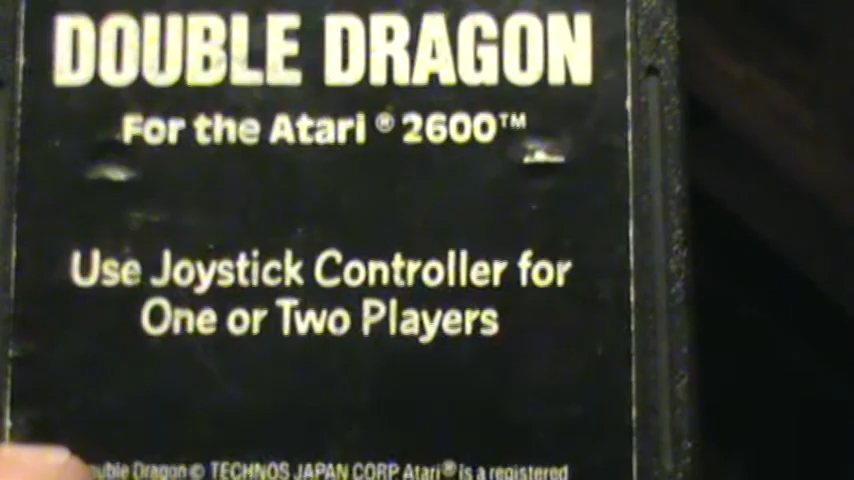 DOUBLE DRAGON
For the Atari ® 2600™
Use Joystick Controller for
One or Two Players
uble Dragon © TECHNOS JAPAN CORP. Atari® is a registered